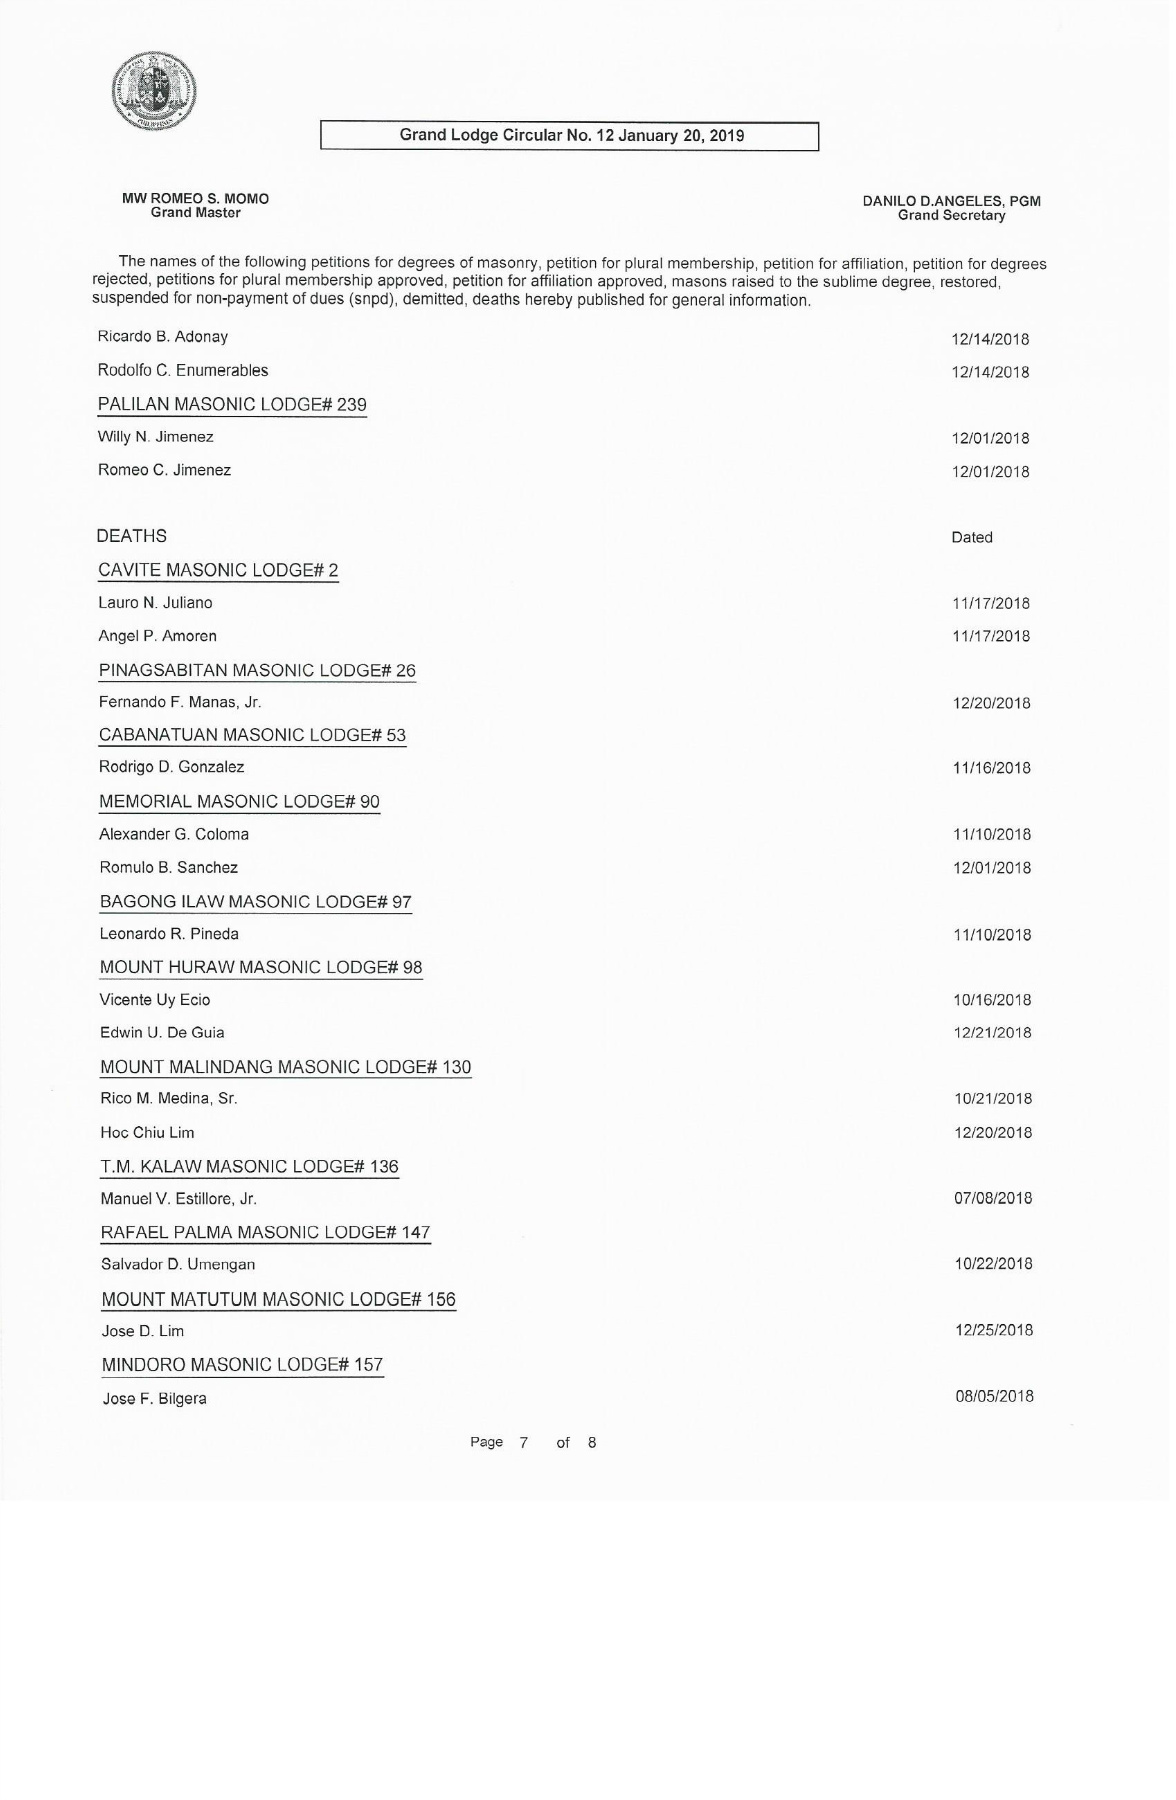 Grand Lodge Circular No. 12 January 20, 2019
MW ROMEO S. MOMO
Grand Master
DANILO D.ANGELES, PGM
Grand Secretary
The names of the following petitions for degrees of masonry, petition for plural membership, petition for affiliation, petition for degrees
rejected, petitions for plural membership approved, petition for affiliation approved, masons raised to the sublime degree, restored,
suspended for non-payment of dues (snpd), demitted, deaths hereby published for general information.
Ricardo B. Adonay 12/14/2018
Rodolfo C. Enumerables 12/14/2018
PALILAN MASONIC LODGE# 239
Willy N. Jimenez 12/01/2018
Romeo C. Jimenez 12/01/2018
DEATHS Dated
CAVITE MASONIC LODGE# 2
Lauro N. Juliano 11/17/2018
Angel P. Amoren 11/17/2018
PINAGSABITAN MASONIC LODGE# 26
Fernando F. Manas, Jr. 12/20/2018
CABANATUAN MASONIC LODGE# 53
Rodrigo D. Gonzalez 11/16/2018
MEMORIAL MASONIC LODGE# 90
Alexander G. Coloma 11/10/2018
Romulo B. Sanchez 12/01/2018
BAGONG ILAW MASONIC LODGE# 97
Leonardo R. Pineda 11/10/2018
MOUNT HURAW MASONIC LODGE# 98
Vicente Uy Ecio 10/16/2018
Edwin U. De Guia 12/21/2018
MOUNT MALINDANG MASONIC LODGE# 130
Rico M. Medina, Sr. 10/21/2018
Hoc Chiu Lim 12/20/2018
T.M. KALAW MASONIC LODGE# 136
Manuel V. Estillore, Jr. 07/08/2018
RAFAEL PALMA MASONIC LODGE# 147
Salvador D. Umengan 10/22/2018
MOUNT MATUTUM MASONIC LODGE# 156
Jose D. Lim 12/25/2018
MINDORO MASONIC LODGE# 157
Jose F. Bilgera 08/05/2018
Page 7 of 8